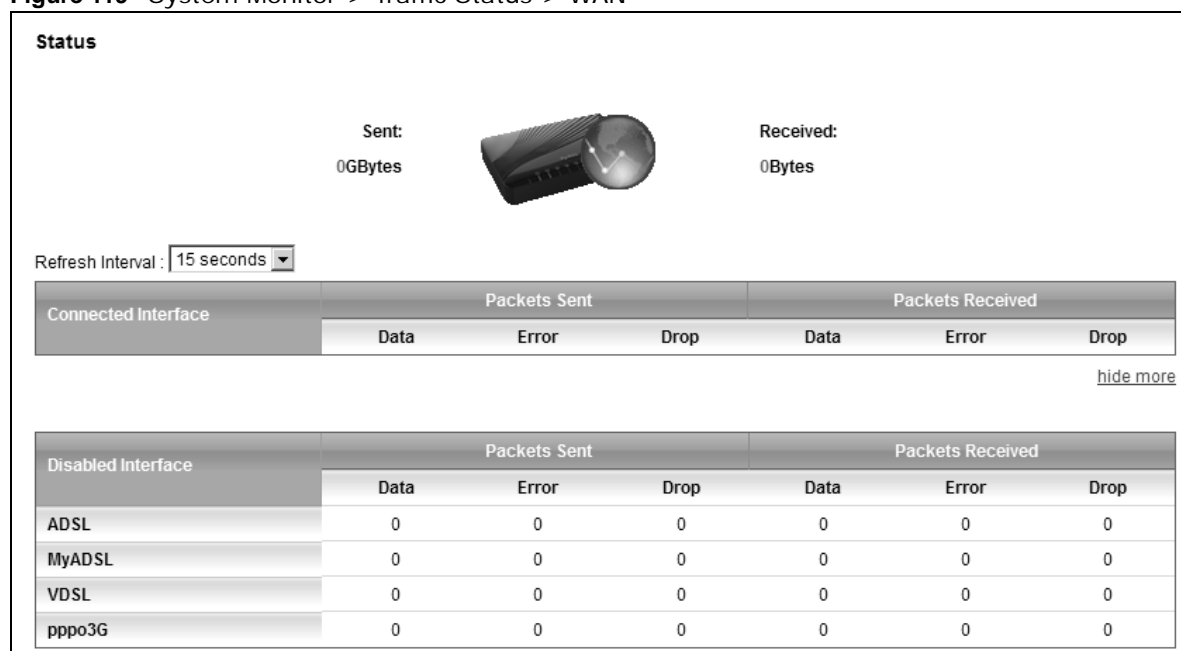 Figure 110 System Monitor > Traffic Status > WAN
Status
Sent:
0GBytes
Received:
0Bytes
Refresh Interval : 15 seconds
Connected Interface Packets Sent Packets Received
Data Error Drop Data Error Drop
hide more
Disabled Interface Packets Sent Packets Received
Data Error Drop Data Error Drop
ADSL 0 0 0 0 0 0
MyADSL 0 0 0 0 0 0
VDSL 0 0 0 0 0 0
pppo3G 0 0 0 0 0 0